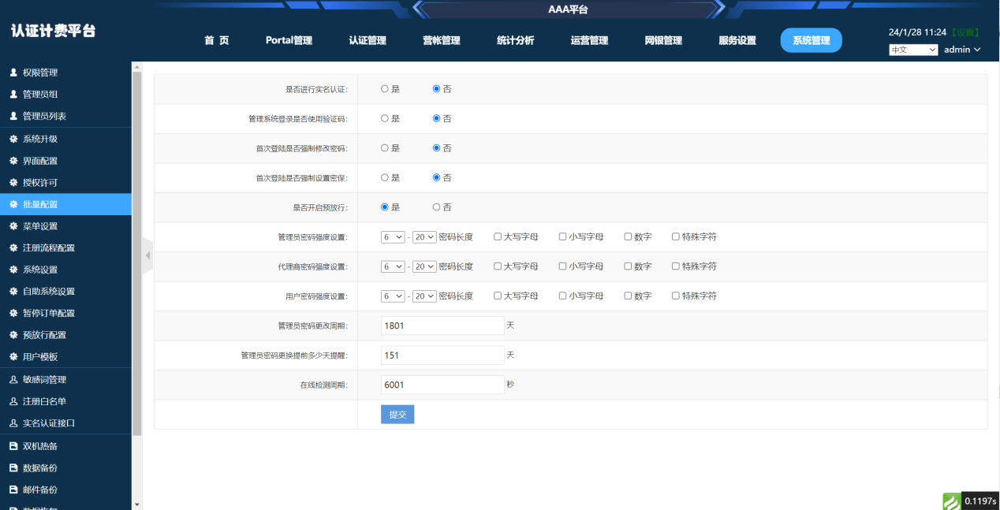 AAA平台
认证计费平台
首 页 Portal管理 认证管理 营帐管理 统计分析 运营管理 网银管理 服务设置 系统管理
24/1/28 11:24【设置】
中文 admin
权限管理
管理员组
管理员列表
系统升级
界面配置
授权许可
批量配置
菜单设置
注册流程配置
系统设置
自助系统设置
暂停订单配置
预放行配置
用户模板
敏感词管理
注册白名单
实名认证接口
双机热备
数据备份
邮件备份
数据恢复
是否进行实名认证: 是 否
管理系统登录是否使用验证码: 是 否
首次登陆是否强制修改密码: 是 否
首次登陆是否强制设置密保: 是 否
是否开启预放行: 是 否
管理员密码强度设置: 6 - 20 密码长度 大写字母 小写字母 数字 特殊字符
代理商密码强度设置: 6 - 20 密码长度 大写字母 小写字母 数字 特殊字符
用户密码强度设置: 6 - 20 密码长度 大写字母 小写字母 数字 特殊字符
管理员密码更改周期: 1801 天
管理员密码更换提前多少天提醒: 151 天
在线检测周期: 6001 秒
提交
0.1197s